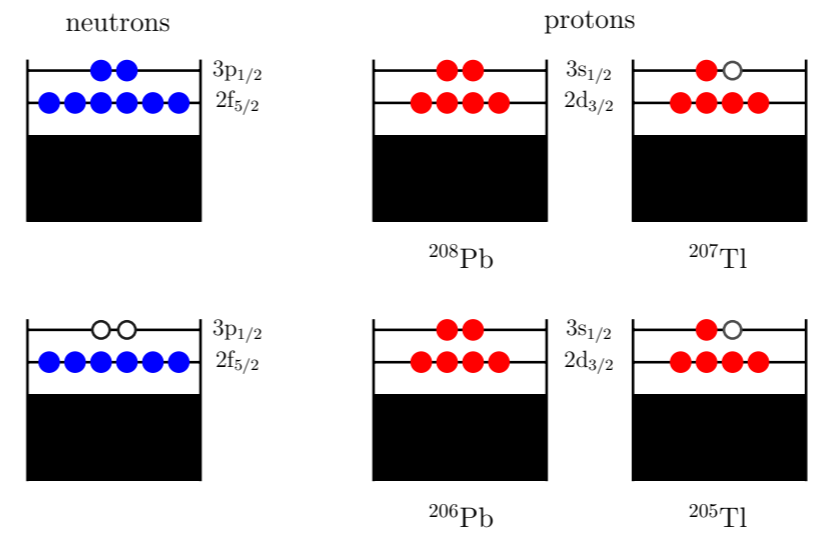 neutrons
protons
3p1/2
2f5/2
3s1/2
2d3/2
208Pb
207Tl
3p1/2
2f5/2
3s1/2
2d3/2
206Pb
205Tl